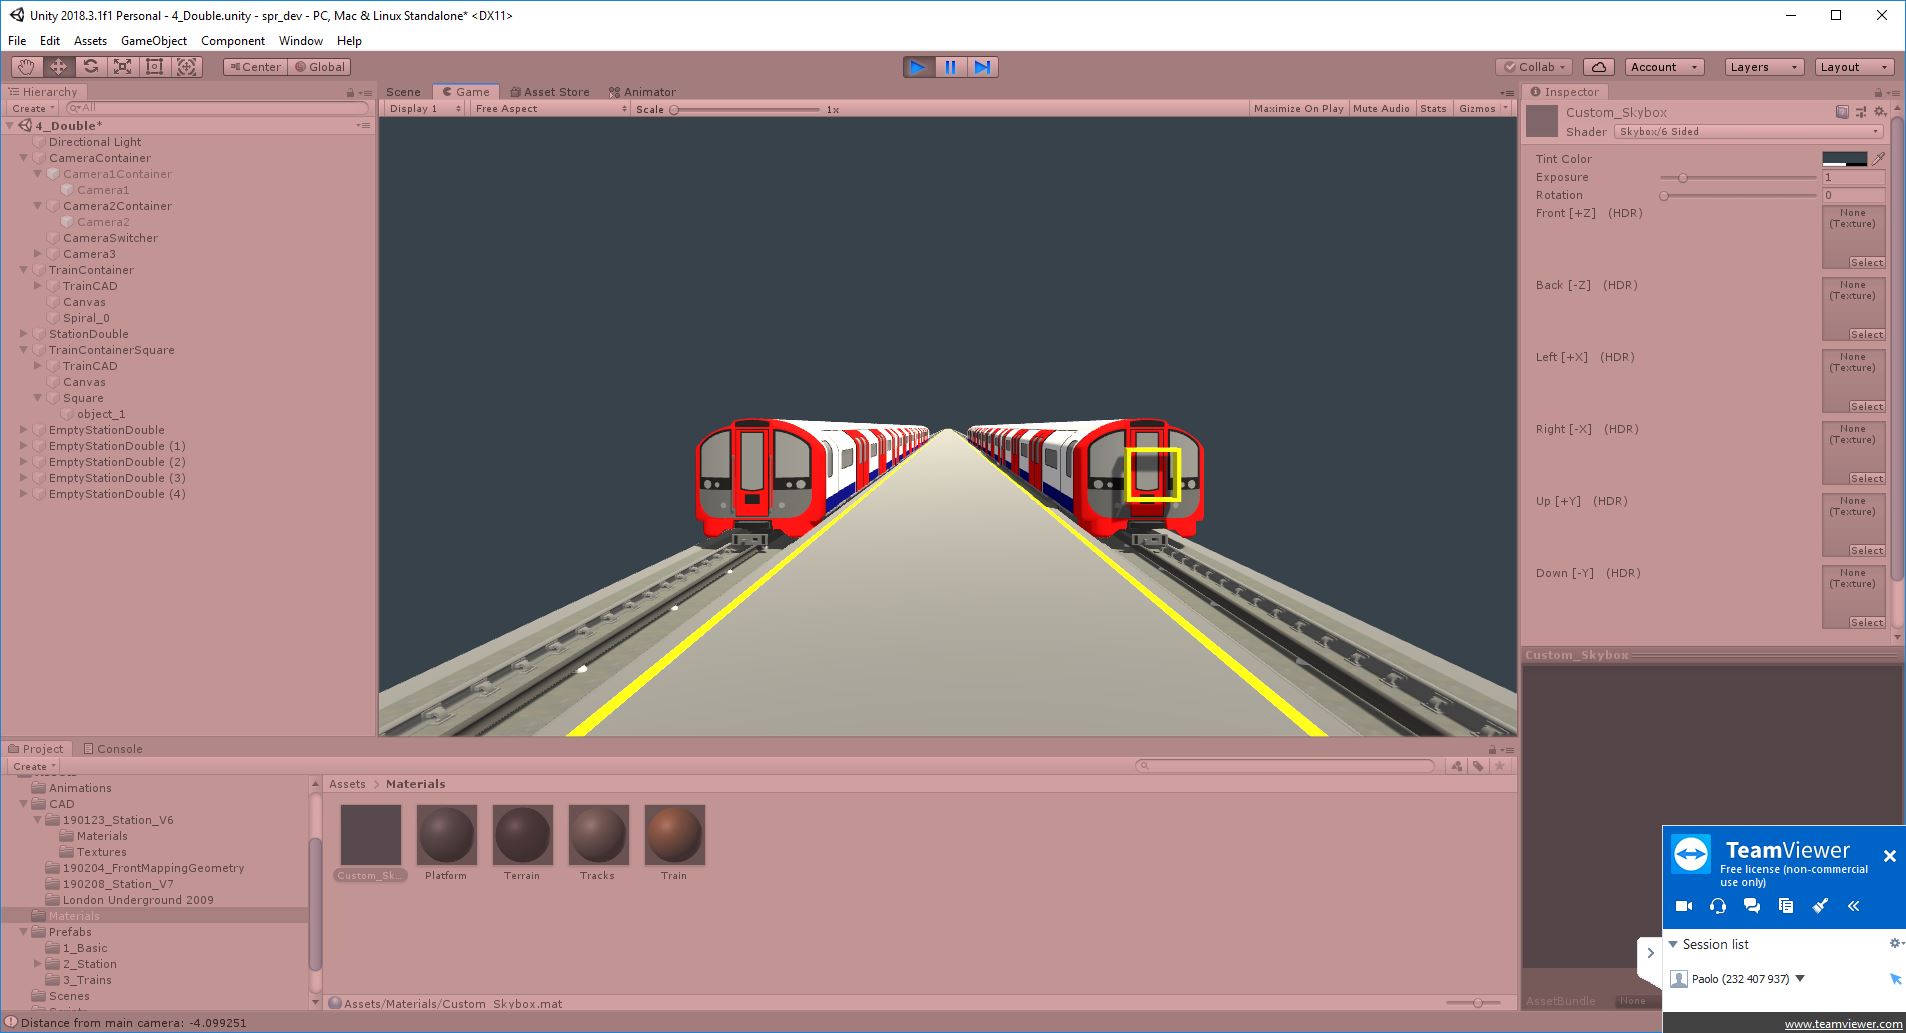 Unity 2018.3.1f1 Personal - 4_Double.unity - spr_dev - PC, Mac & Linux Standalone* <DX11>
File Edit Assets GameObject Component Window Help
Center Global Collab Account Layers Layout
Hierarchy
Create All
4_Double*
Directional Light
CameraContainer
Camera1Container
Camera1
Camera2Container
Camera2
CameraSwitcher
Camera3
TrainContainer
TrainCAD
Canvas
Spiral_0
StationDouble
TrainContainerSquare
TrainCAD
Canvas
Square
object_1
EmptyStationDouble
EmptyStationDouble (1)
EmptyStationDouble (2)
EmptyStationDouble (3)
EmptyStationDouble (4)
Scene Game Asset Store Animator
Display 1 Free Aspect Scale 1x Maximize On Play Mute Audio Stats Gizmos
Inspector
Custom_Skybox
Shader Skybox/6 Sided
Tint Color
Exposure 1
Rotation 0
Front [+Z] (HDR) None
(Texture)
Select
Back [-Z] (HDR) None
(Texture)
Select
Left [+X] (HDR) None
(Texture)
Select
Right [-X] (HDR) None
(Texture)
Select
Up [+Y] (HDR) None
(Texture)
Select
Down [-Y] (HDR) None
(Texture)
Select
Custom_Skybox
AssetBundle None
Project Console
Create
Animations
CAD
190123_Station_V6
Materials
Textures
190204_FrontMappingGeometry
190208_Station_V7
London Underground 2009
Materials
Prefabs
1_Basic
2_Station
3_Trains
Scenes
Assets > Materials
Custom_Sk... Platform Terrain Tracks Train
Assets/Materials/Custom_Skybox.mat
Distance from main camera: -4.099251
TeamViewer
Free license (non-commercial
use only)
Session list
Paolo (232 407 937)
www.teamviewer.com